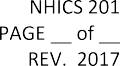 NHICS 201
PAGE __ of __
REV. 2017